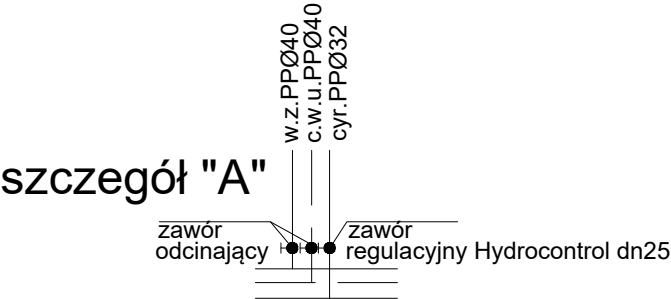 w.z.PPØ40
c.w.u.PPØ40
cyr.PPØ32
szczegół "A"
zawór
odcinający
zawór
regulacyjny Hydrocontrol dn25